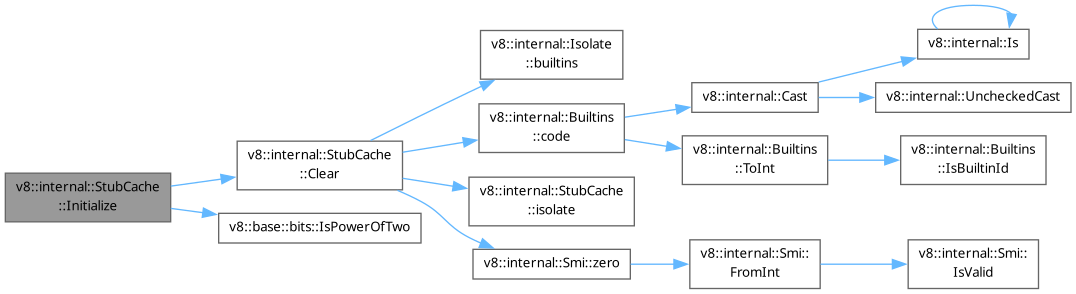 v8::internal::StubCache
::Initialize
v8::internal::StubCache
::Clear
v8::base::bits::IsPowerOfTwo
v8::internal::Isolate
::builtins
v8::internal::Builtins
::code
v8::internal::StubCache
::isolate
v8::internal::Smi::zero
v8::internal::Cast
v8::internal::Builtins
::ToInt
v8::internal::Smi::
FromInt
v8::internal::Is
v8::internal::UncheckedCast
v8::internal::Builtins
::IsBuiltinId
v8::internal::Smi::
IsValid